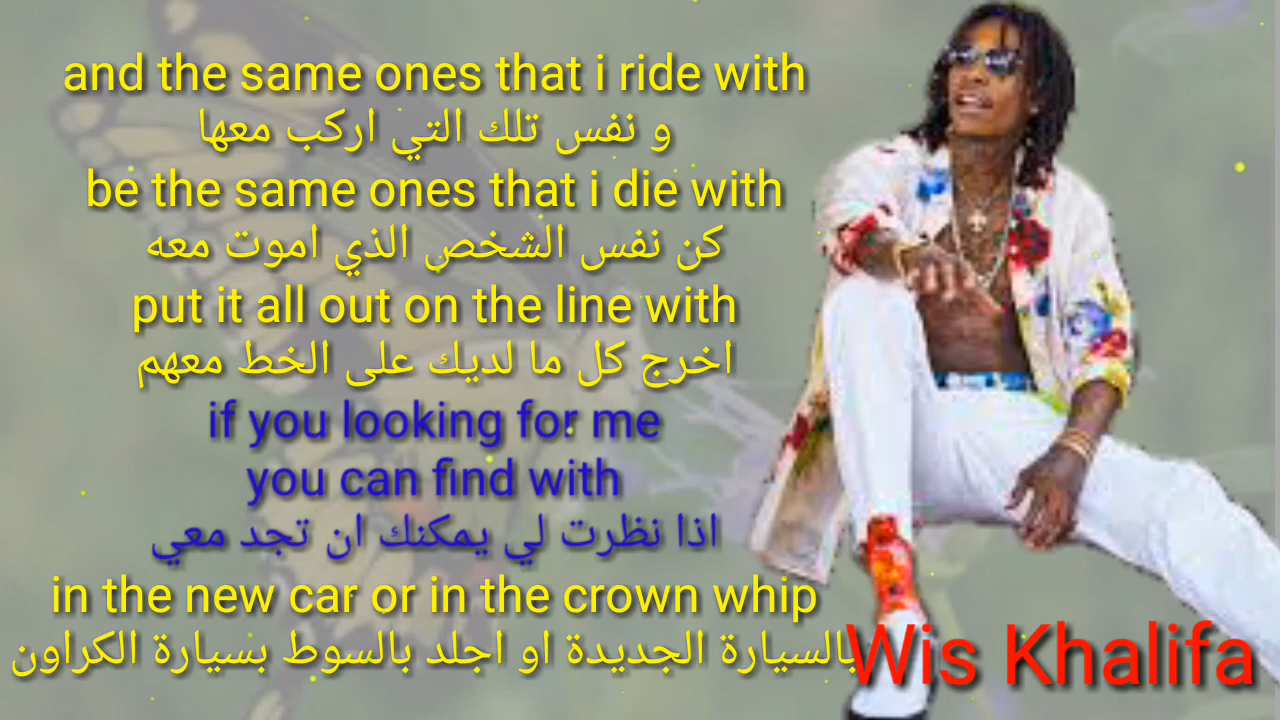 and the same ones that i ride with
و نفس تلك التي اركب معها
be the same ones that i die with
كن نفس الشخص الذي اموت معه
put it all out on the line with
اخرج كل ما لديك على الخط معهم
if you looking for me
you can find with
اذا نظرت لي يمكنك ان تجد معي
in the new car or in the crown whip
بالسيارة الجديدة او اجلد بالسوط بسيارة الكراون
Wis Khalifa